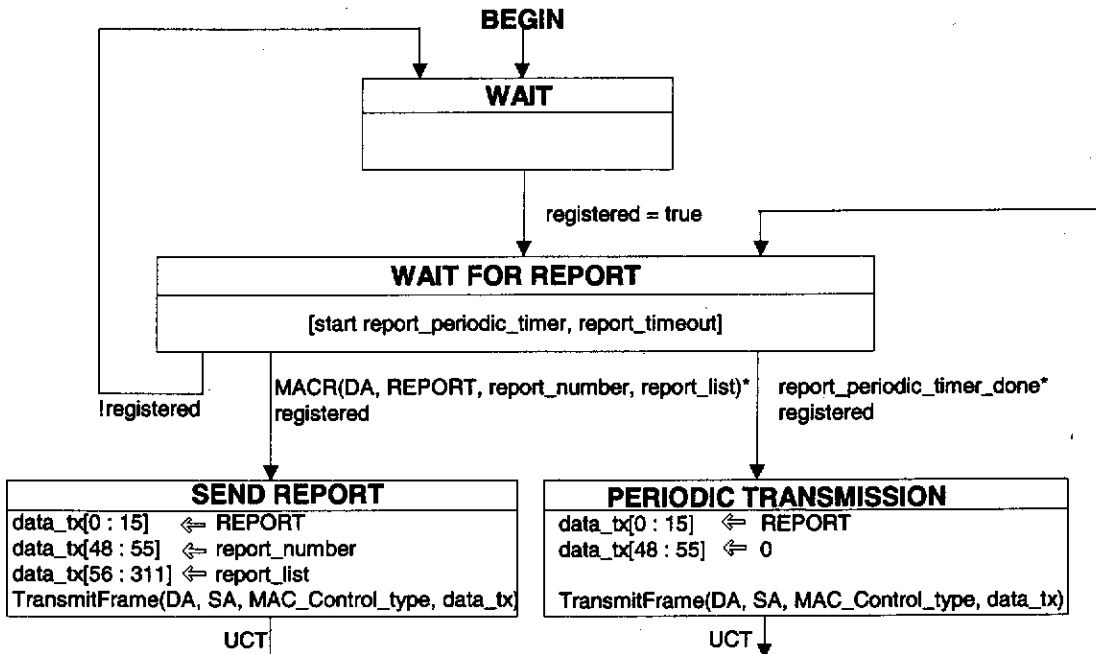 BEGIN
WAIT
registered = true
WAIT FOR REPORT
[start report_periodic_timer, report_timeout]
!registered
MACR(DA, REPORT, report_number, report_list)*
registered
report_periodic_timer_done*
registered
SEND REPORT
data_tx[0 : 15] ⇐ REPORT
data_tx[48 : 55] ⇐ report_number
data_tx[56 : 311] ⇐ report_list
TransmitFrame(DA, SA, MAC_Control_type, data_tx)
UCT
PERIODIC TRANSMISSION
data_tx[0 : 15] ⇐ REPORT
data_tx[48 : 55] ⇐ 0
TransmitFrame(DA, SA, MAC_Control_type, data_tx)
UCT